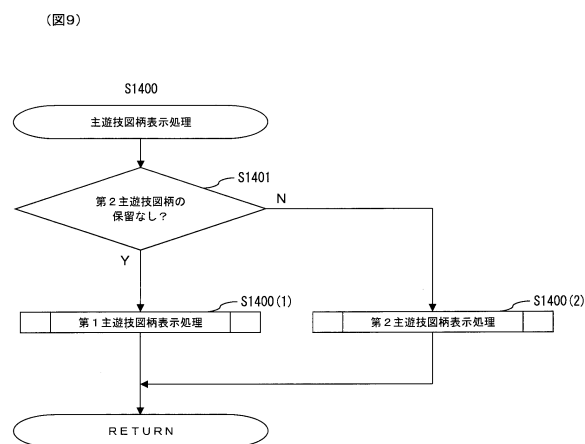 （図9）
S1400
主遊技図柄表示処理
S1401
第２主遊技図柄の
保留なし？
N
Y
S1400(1)
第１主遊技図柄表示処理
S1400(2)
第２主遊技図柄表示処理
ＲＥＴＵＲＮ